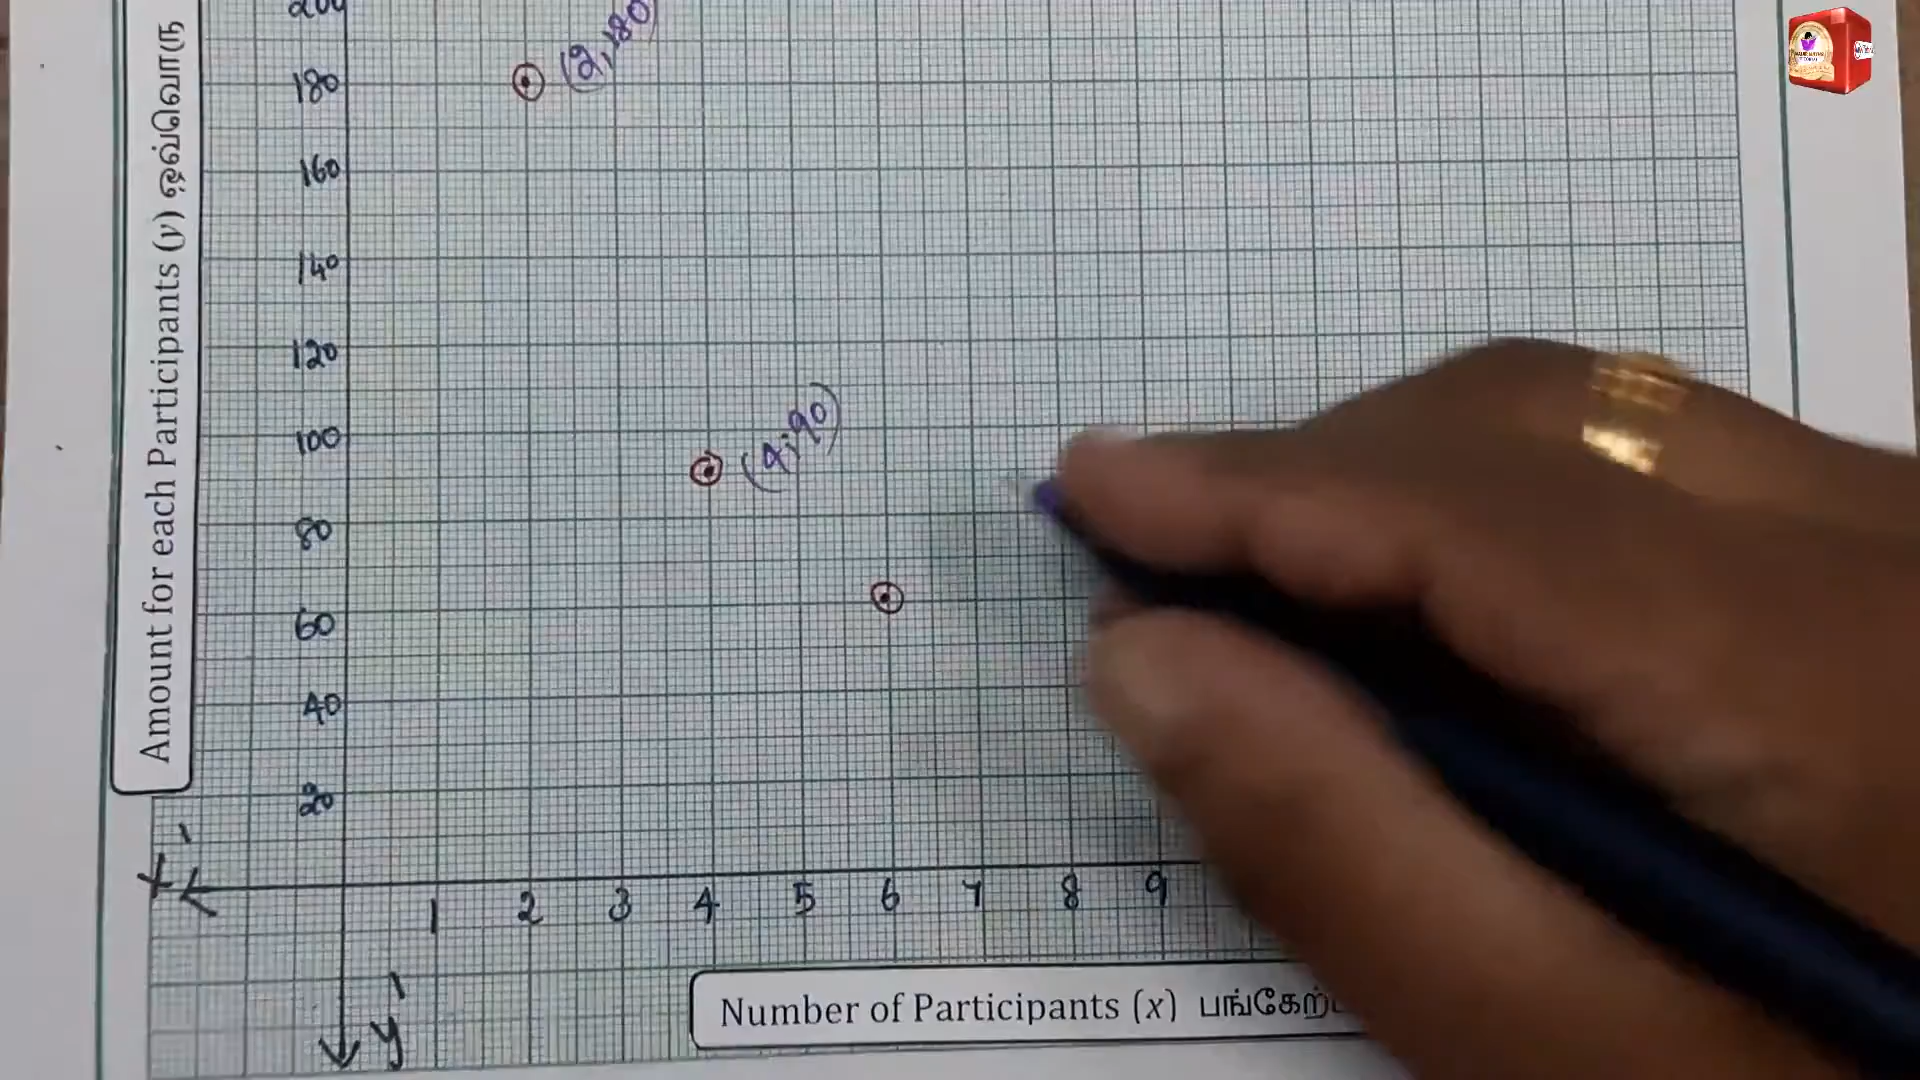 Amount for each Participants (y) ஒவ்வொரு
200
180
160
140
120
100
80
60
40
20
(2,180)
(4,90)
x'
1 2 3 4 5 6 7 8 9
y'
Number of Participants (x)